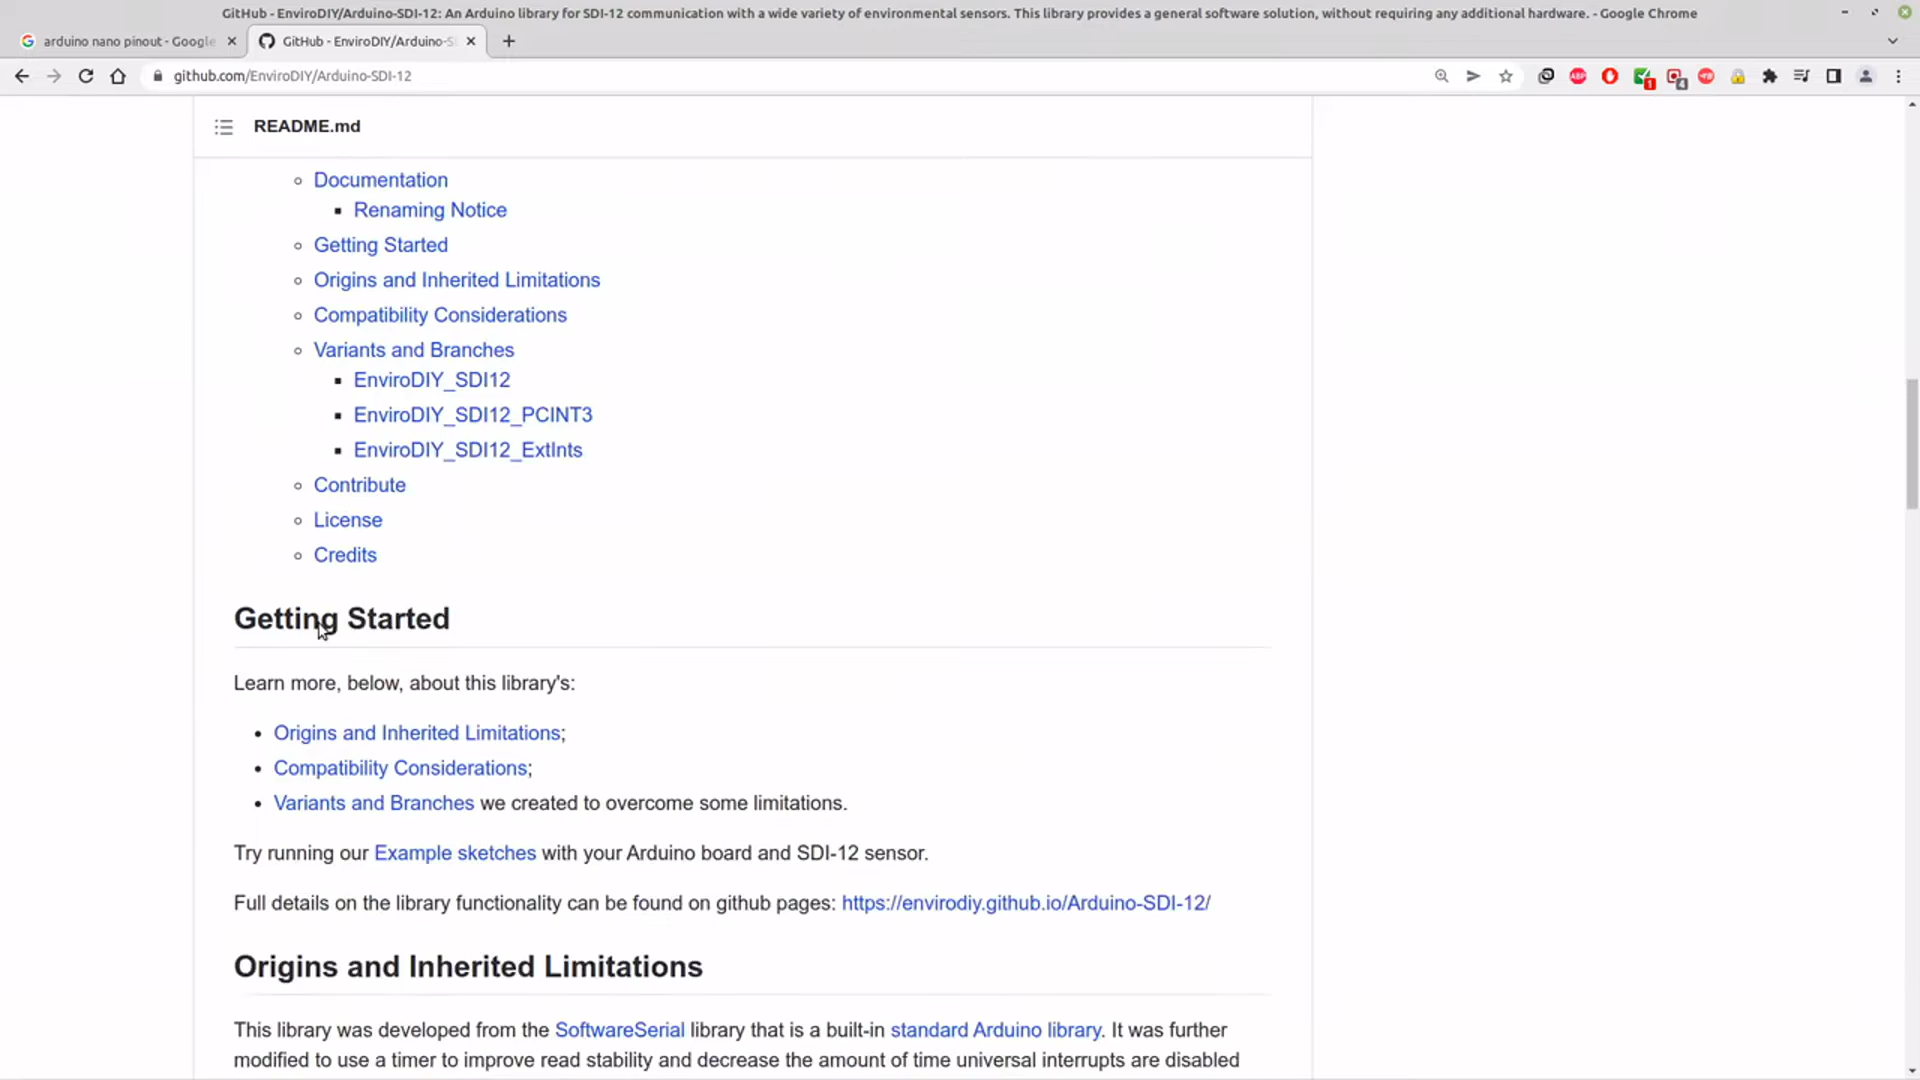 GitHub - EnviroDIY/Arduino-SDI-12: An Arduino library for SDI-12 communication with a wide variety of environmental sensors. This library provides a general software solution, without requiring any additional hardware. - Google Chrome
arduino nano pinout - Google
GitHub - EnviroDIY/Arduino-S
github.com/EnviroDIY/Arduino-SDI-12
ABP
1
4
README.md
Documentation
Renaming Notice
Getting Started
Origins and Inherited Limitations
Compatibility Considerations
Variants and Branches
EnviroDIY_SDI12
EnviroDIY_SDI12_PCINT3
EnviroDIY_SDI12_ExtInts
Contribute
License
Credits
Getting Started
Learn more, below, about this library's:
Origins and Inherited Limitations;
Compatibility Considerations;
Variants and Branches we created to overcome some limitations.
Try running our Example sketches with your Arduino board and SDI-12 sensor.
Full details on the library functionality can be found on github pages: https://envirodiy.github.io/Arduino-SDI-12/
Origins and Inherited Limitations
This library was developed from the SoftwareSerial library that is a built-in standard Arduino library. It was further
modified to use a timer to improve read stability and decrease the amount of time universal interrupts are disabled